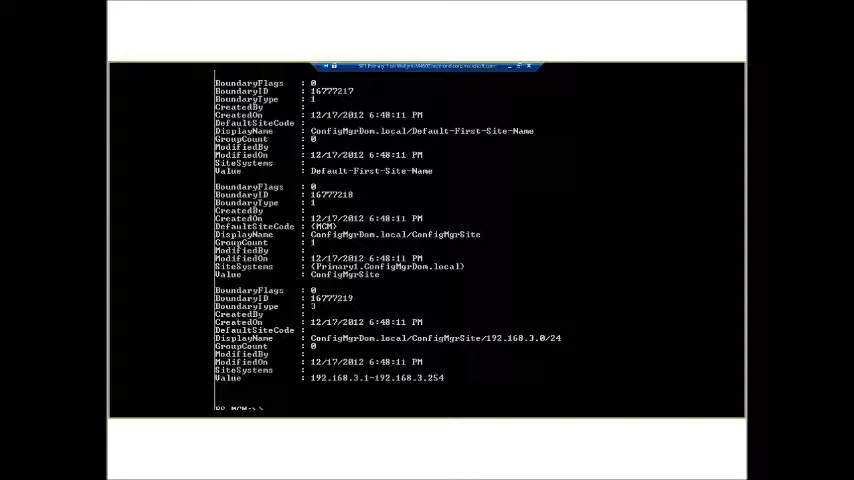 BoundaryFlags : 0
BoundaryID : 16777217
BoundaryType : 1
CreatedBy :
CreatedOn : 12/17/2012 6:48:11 PM
DefaultSiteCode :
DisplayName : ConfigMgrDom.local/Default-First-Site-Name
GroupCount : 0
ModifiedBy :
ModifiedOn : 12/17/2012 6:48:11 PM
SiteSystems :
Value : Default-First-Site-Name
BoundaryFlags : 0
BoundaryID : 16777218
BoundaryType : 1
CreatedBy :
CreatedOn : 12/17/2012 6:48:11 PM
DefaultSiteCode : {MCM}
DisplayName : ConfigMgrDom.local/ConfigMgrSite
GroupCount : 1
ModifiedBy :
ModifiedOn : 12/17/2012 6:48:11 PM
SiteSystems : {Primary1.ConfigMgrDom.local}
Value : ConfigMgrSite
BoundaryFlags : 0
BoundaryID : 16777219
BoundaryType : 3
CreatedBy :
CreatedOn : 12/17/2012 6:48:11 PM
DefaultSiteCode :
DisplayName : ConfigMgrDom.local/ConfigMgrSite/192.168.3.0/24
GroupCount : 0
ModifiedBy :
ModifiedOn : 12/17/2012 6:48:11 PM
SiteSystems :
Value : 192.168.3.1-192.168.3.254
PS MCM:\>